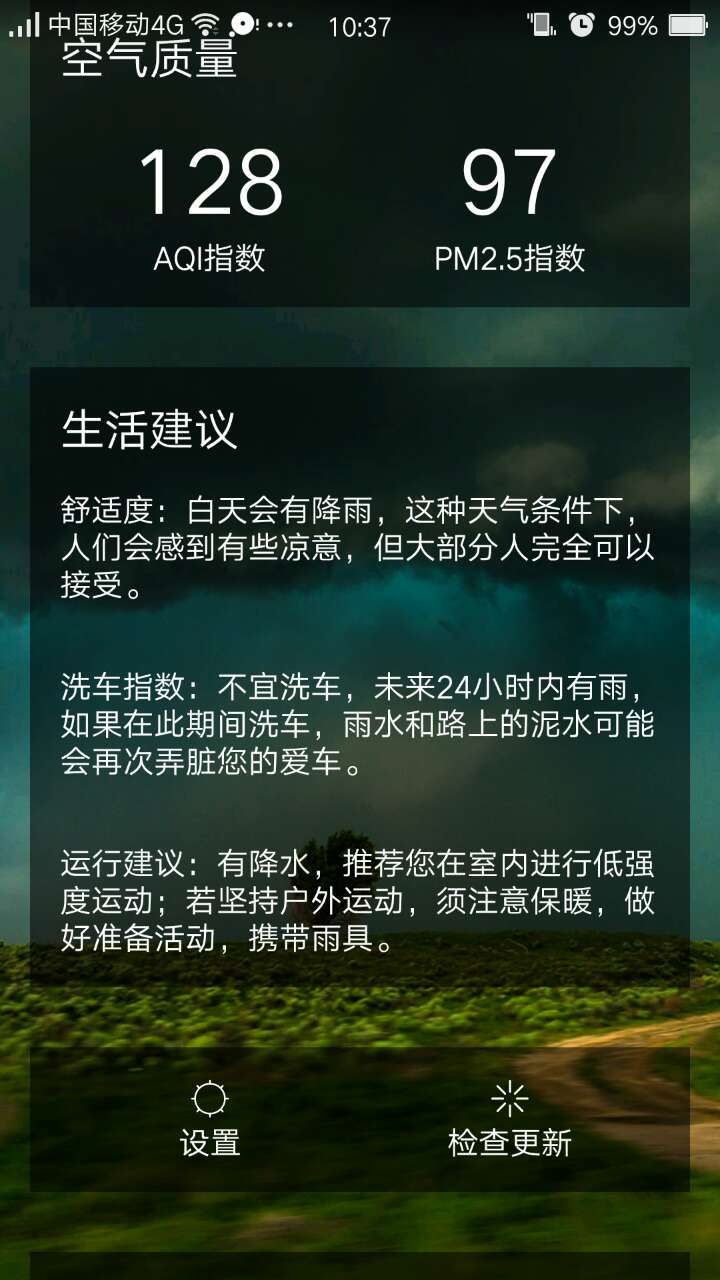 中国移动4G 10:37 99%
空气质量
128 97
AQI指数 PM2.5指数
生活建议
舒适度：白天会有降雨，这种天气条件下，
人们会感到有些凉意，但大部分人完全可以
接受。
洗车指数：不宜洗车，未来24小时内有雨，
如果在此期间洗车，雨水和路上的泥水可能
会再次弄脏您的爱车。
运行建议：有降水，推荐您在室内进行低强
度运动；若坚持户外运动，须注意保暖，做
好准备活动，携带雨具。
设置 检查更新